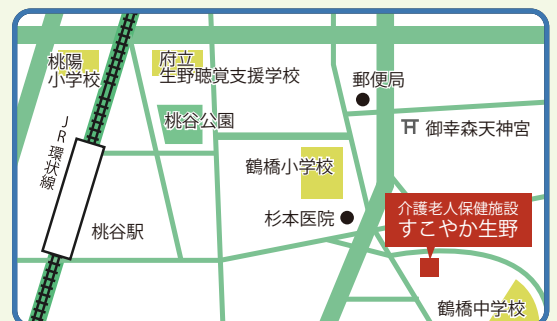 桃陽
小学校
府立
生野聴覚支援学校
郵便局
桃谷公園
御幸森天神宮
JR環状線
鶴橋小学校
介護老人保健施設
すこやか生野
杉本医院
桃谷駅
鶴橋中学校